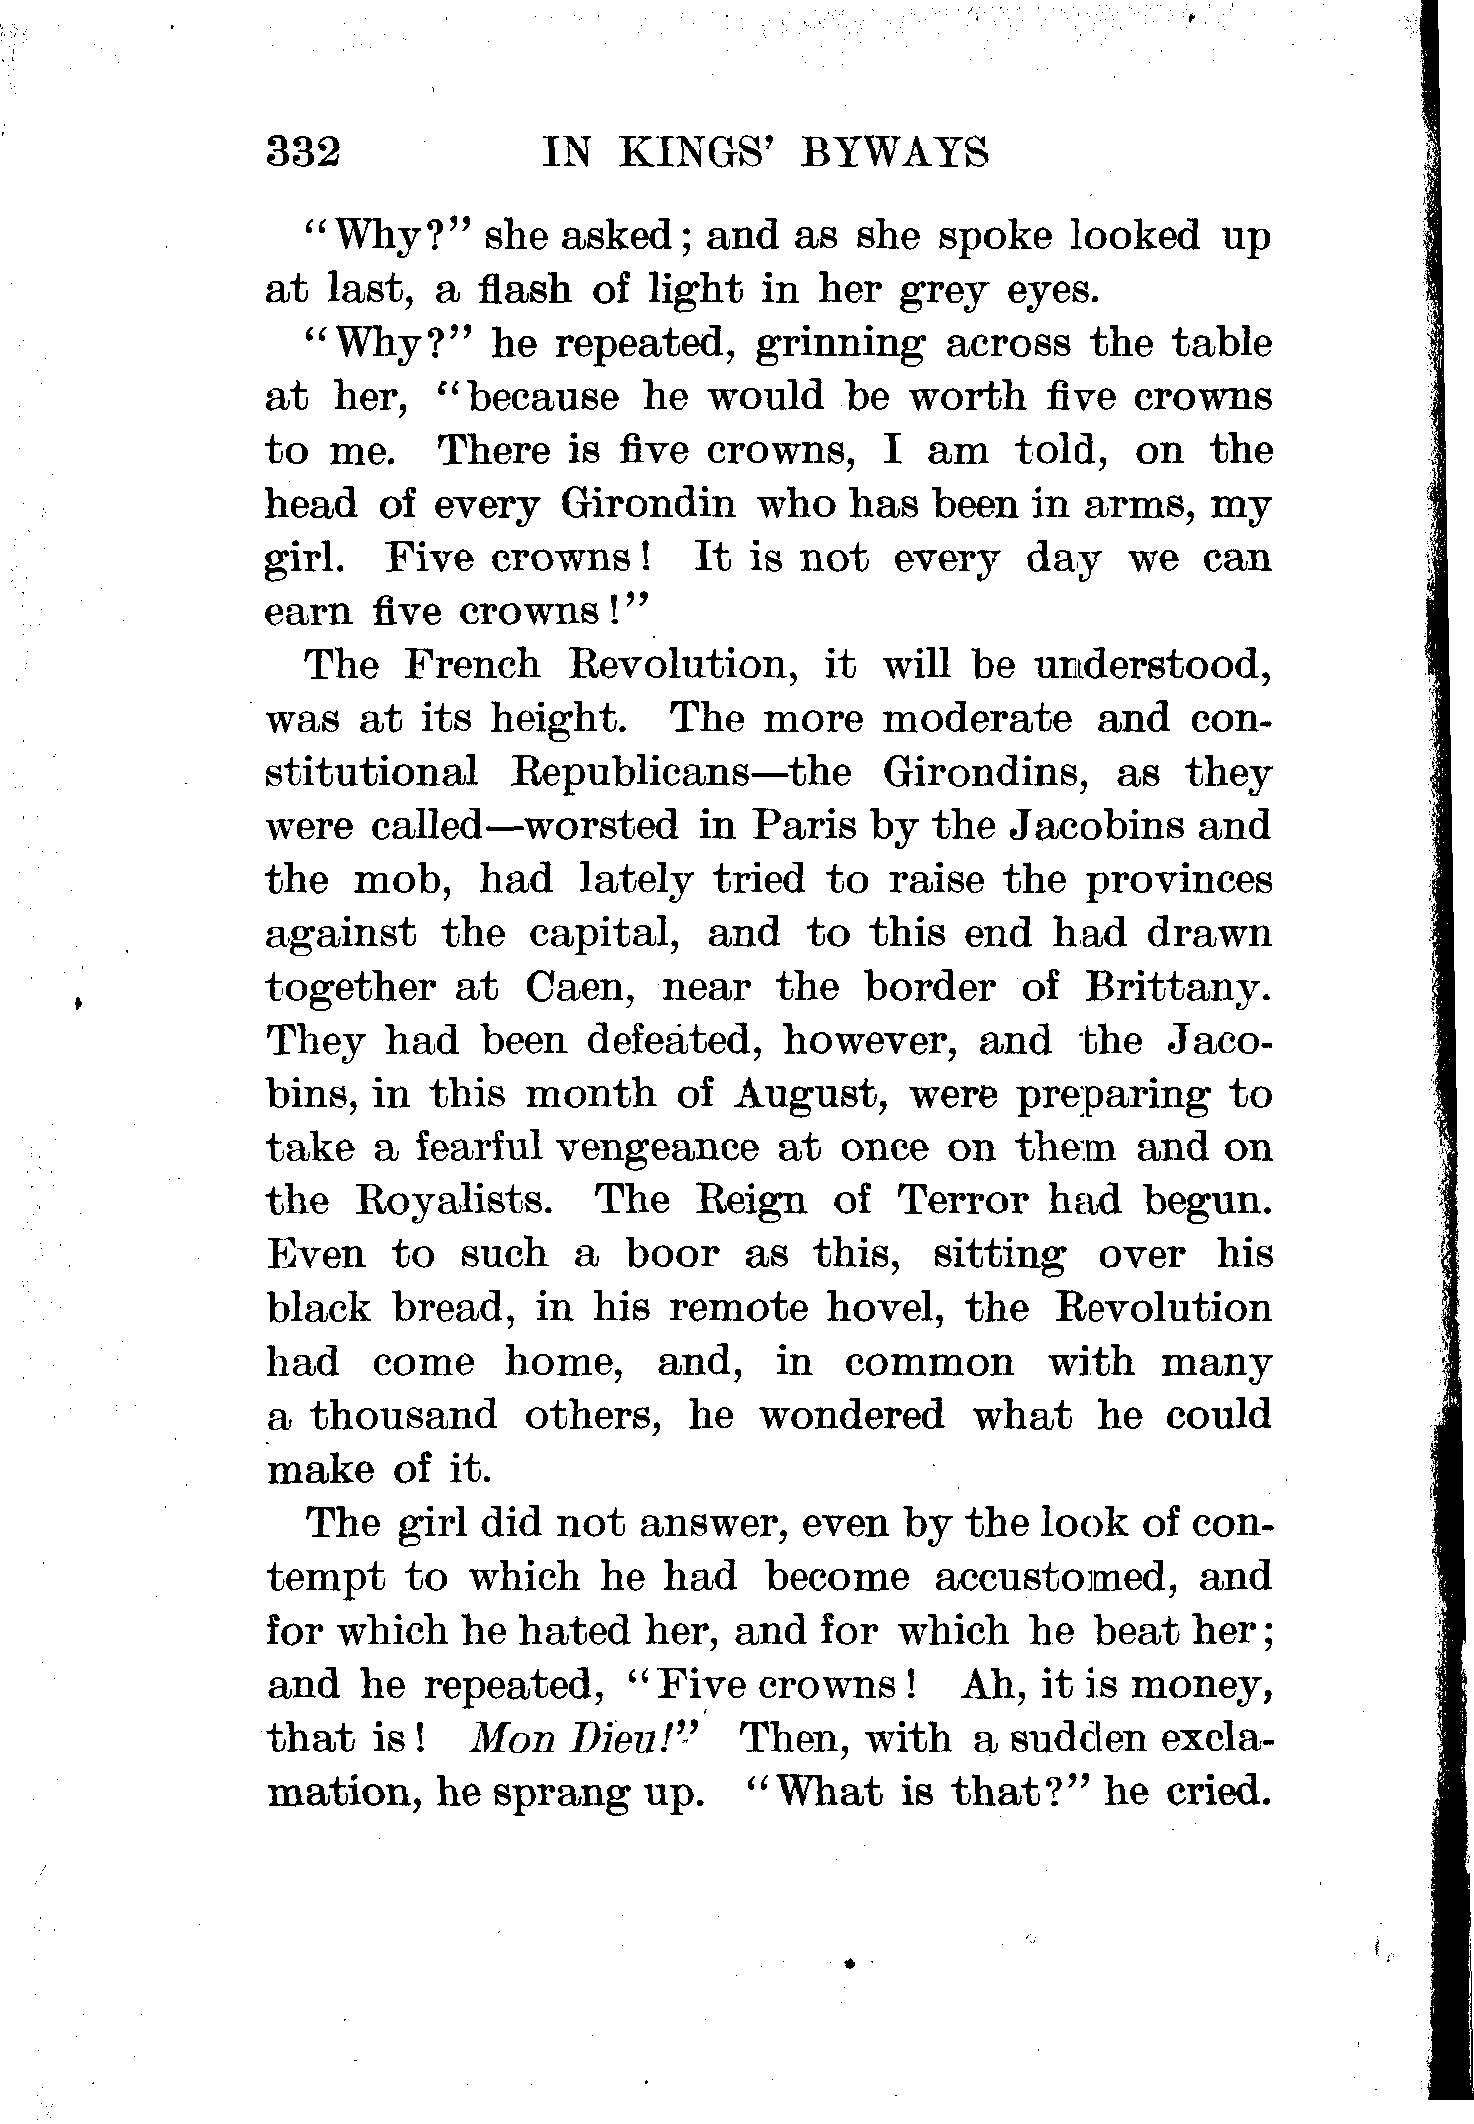 332 IN KINGS' BYWAYS
"Why?" she asked; and as she spoke looked up
at last, a flash of light in her grey eyes.
"Why?" he repeated, grinning across the table
at her, "because he would be worth five crowns
to me. There is five crowns, I am told, on the
head of every Girondin who has been in arms, my
girl. Five crowns! It is not every day we can
earn five crowns!"
The French Revolution, it will be understood,
was at its height. The more moderate and con-
stitutional Republicans—the Girondins, as they
were called—worsted in Paris by the Jacobins and
the mob, had lately tried to raise the provinces
against the capital, and to this end had drawn
together at Caen, near the border of Brittany.
They had been defeated, however, and the Jaco-
bins, in this month of August, were preparing to
take a fearful vengeance at once on them and on
the Royalists. The Reign of Terror had begun.
Even to such a boor as this, sitting over his
black bread, in his remote hovel, the Revolution
had come home, and, in common with many
a thousand others, he wondered what he could
make of it.
The girl did not answer, even by the look of con-
tempt to which he had become accustomed, and
for which he hated her, and for which he beat her;
and he repeated, "Five crowns! Ah, it is money,
that is! Mon Dieu!" Then, with a sudden excla-
mation, he sprang up. "What is that?" he cried.